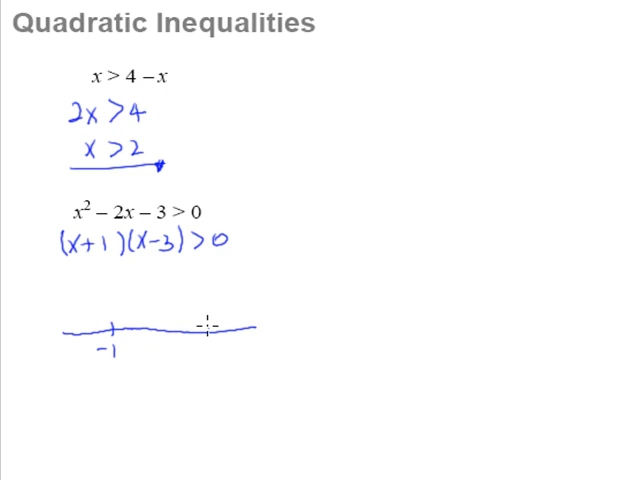 Quadratic Inequalities
x > 4 – x
2x > 4
x > 2
x² – 2x – 3 > 0
(x+1)(x-3) > 0
-1